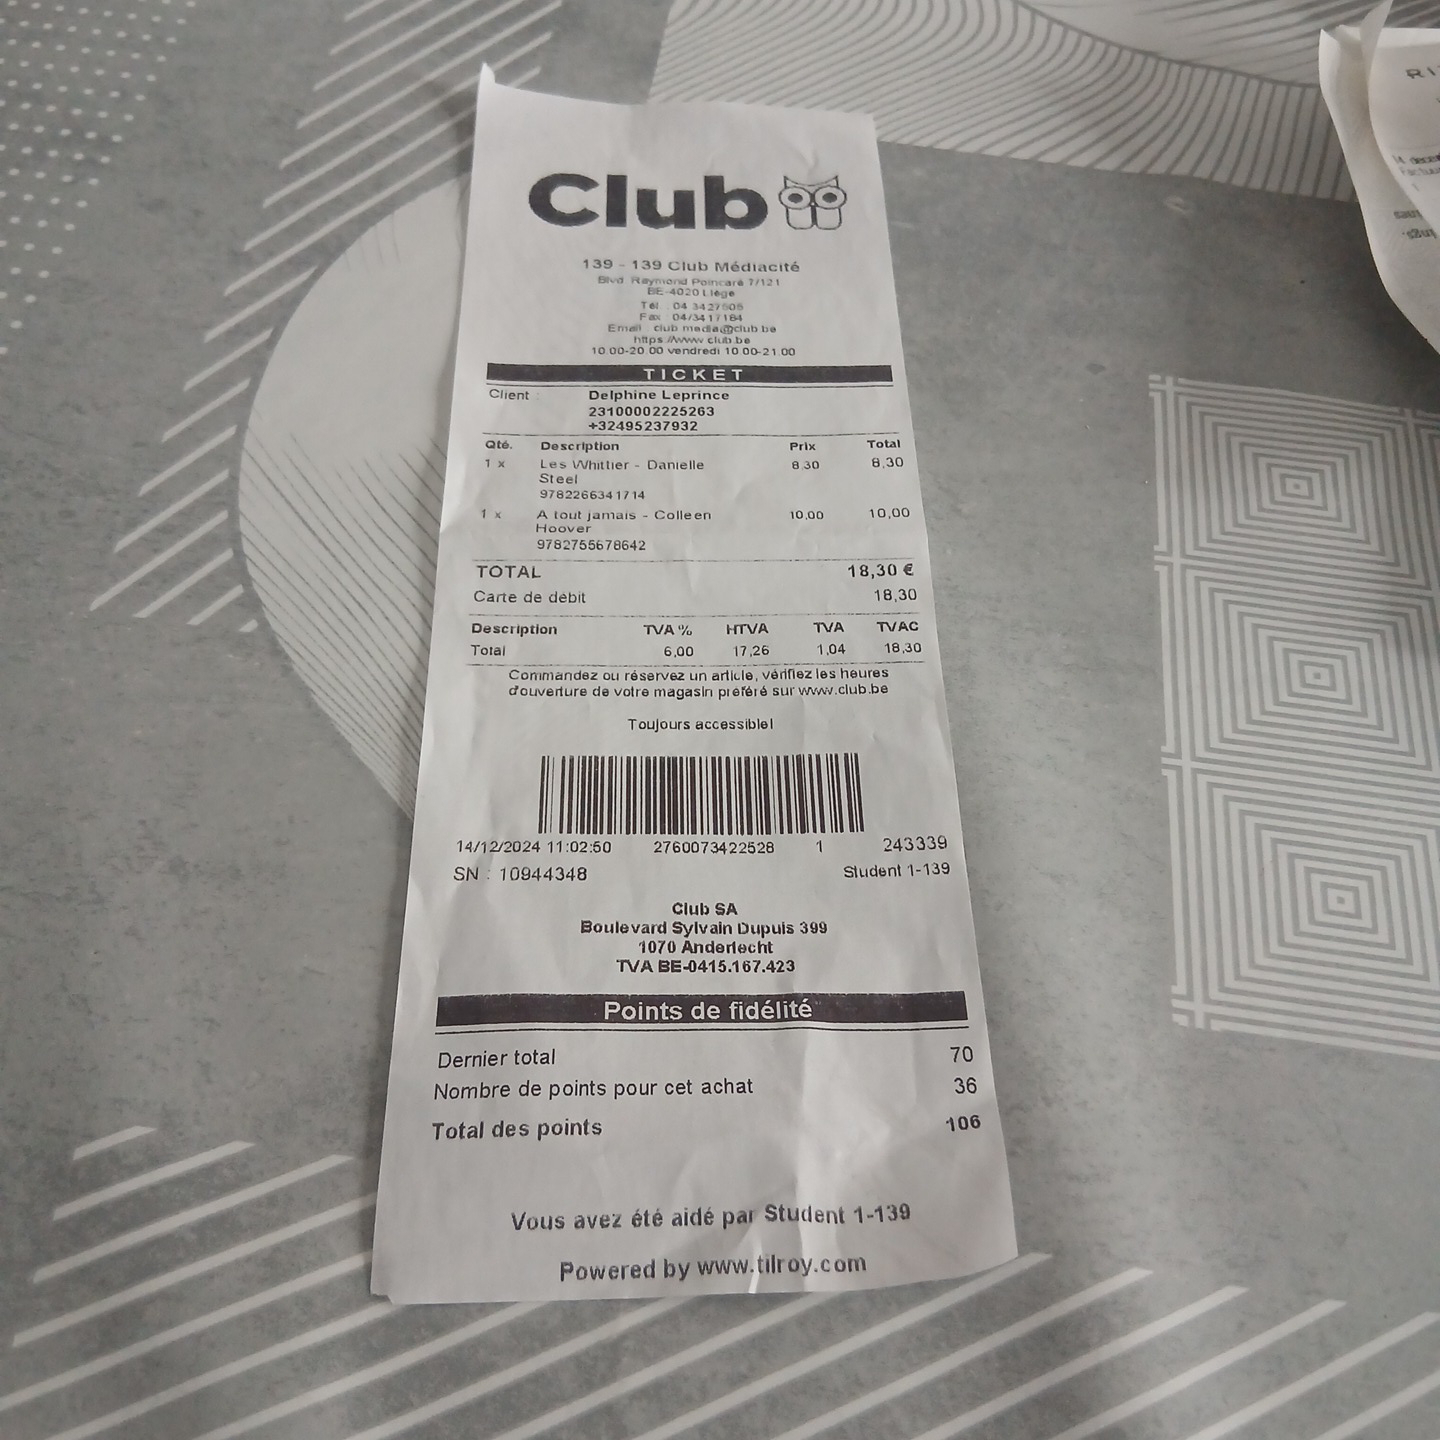 Club
139 - 139 Club Médiacité
Blvd. Raymond Poincaré 7/121
BE-4020 Liège
Tél : 04 3427505
Fax : 04/3417184
Email : club.media@club.be
https://www.club.be
10.00-20.00 vendredi 10.00-21.00
TICKET
Client : Delphine Leprince
23100002225263
+32495237932
Qté. Description Prix Total
1 x Les Whittier - Danielle 8,30 8,30
Steel
9782266341714
1 x A tout jamais - Colleen 10,00 10,00
Hoover
9782755678642
TOTAL 18,30 €
Carte de débit 18,30
Description TVA % HTVA TVA TVAC
Total 6,00 17,26 1,04 18,30
Commandez ou réservez un article, vérifiez les heures
d'ouverture de votre magasin préféré sur www.club.be
Toujours accessible!
14/12/2024 11:02:50 2760073422528 1 243339
SN : 10944348 Student 1-139
Club SA
Boulevard Sylvain Dupuis 399
1070 Anderlecht
TVA BE-0415.167.423
Points de fidélité
Dernier total 70
Nombre de points pour cet achat 36
Total des points 106
Vous avez été aidé par Student 1-139
Powered by www.tilroy.com